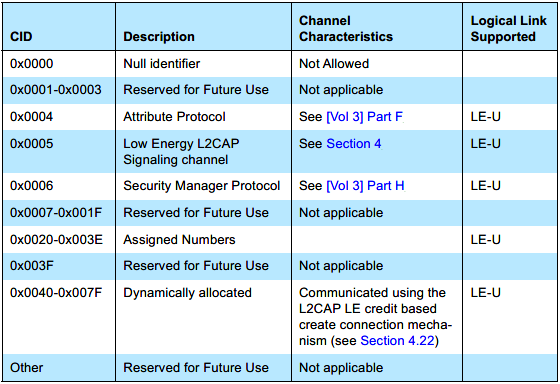 CID Description Channel Characteristics Logical Link Supported
0x0000 Null identifier Not Allowed
0x0001-0x0003 Reserved for Future Use Not applicable
0x0004 Attribute Protocol See [Vol 3] Part F LE-U
0x0005 Low Energy L2CAP See Section 4 LE-U
Signaling channel
0x0006 Security Manager Protocol See [Vol 3] Part H LE-U
0x0007-0x001F Reserved for Future Use Not applicable
0x0020-0x003E Assigned Numbers LE-U
0x003F Reserved for Future Use Not applicable
0x0040-0x007F Dynamically allocated Communicated using the LE-U
L2CAP LE credit based
create connection mecha-
nism (see Section 4.22)
Other Reserved for Future Use Not applicable